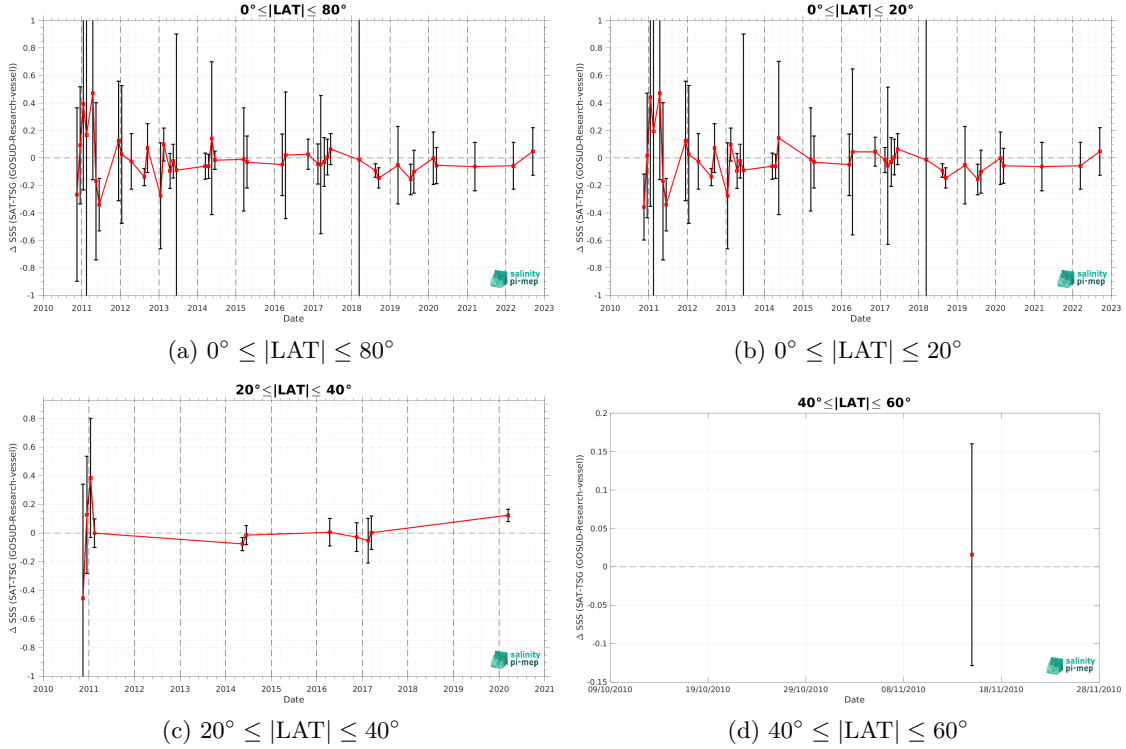 0°≤|LAT|≤ 80°
1
0.8
0.6
0.4
0.2
0
-0.2
-0.4
-0.6
-0.8
-1
Δ SSS (SAT-TSG (GOSUD-Research-vessel))
2010 2011 2012 2013 2014 2015 2016 2017 2018 2019 2020 2021 2022 2023
Date
salinity
pi-mep
(a) 0° ≤ |LAT| ≤ 80°
0°≤|LAT|≤ 20°
1
0.8
0.6
0.4
0.2
0
-0.2
-0.4
-0.6
-0.8
-1
Δ SSS (SAT-TSG (GOSUD-Research-vessel))
2010 2011 2012 2013 2014 2015 2016 2017 2018 2019 2020 2021 2022 2023
Date
salinity
pi-mep
(b) 0° ≤ |LAT| ≤ 20°
20°≤|LAT|≤ 40°
0.8
0.6
0.4
0.2
0
-0.2
-0.4
-0.6
-0.8
-1
Δ SSS (SAT-TSG (GOSUD-Research-vessel))
2010 2011 2012 2013 2014 2015 2016 2017 2018 2019 2020 2021
Date
salinity
pi-mep
(c) 20° ≤ |LAT| ≤ 40°
40°≤|LAT|≤ 60°
0.2
0.15
0.1
0.05
0
-0.05
-0.1
-0.15
Δ SSS (SAT-TSG (GOSUD-Research-vessel))
09/10/2010 19/10/2010 29/10/2010 08/11/2010 18/11/2010 28/11/2010
Date
salinity
pi-mep
(d) 40° ≤ |LAT| ≤ 60°